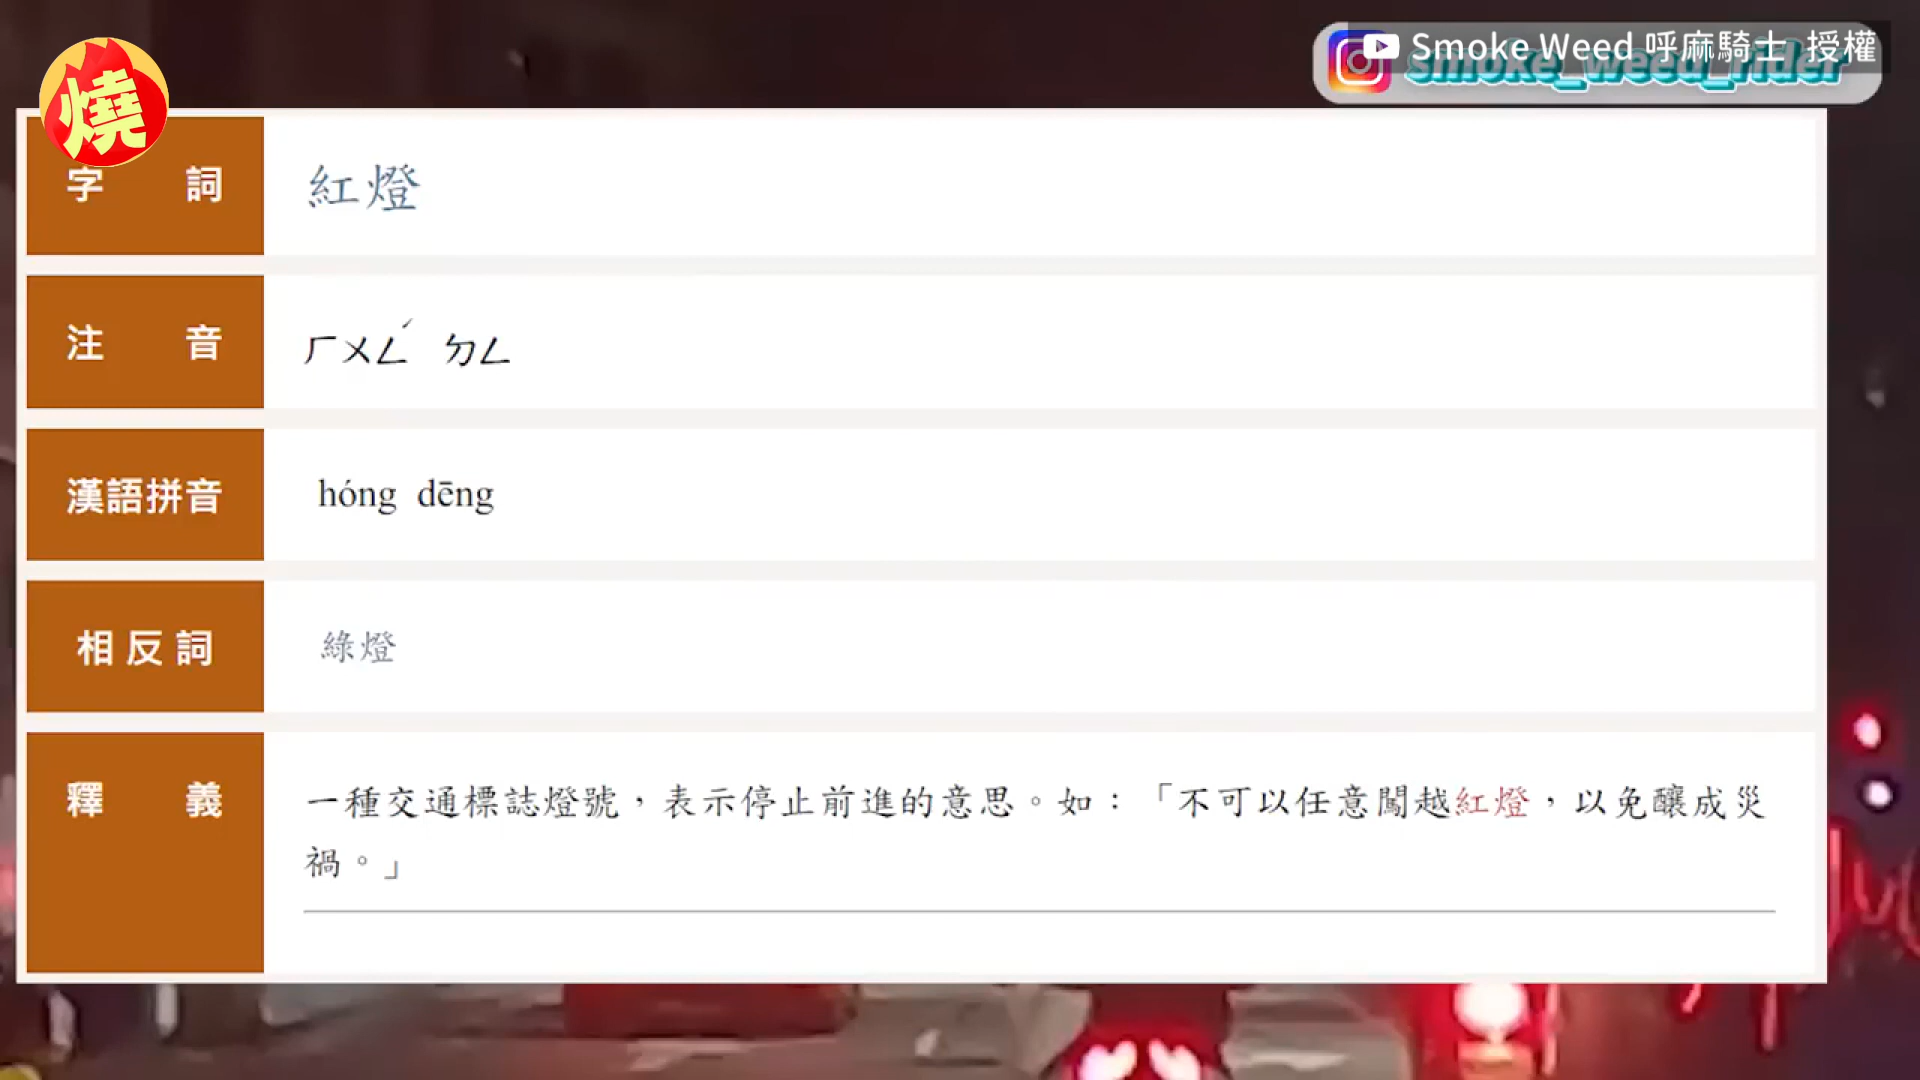 燒
Smoke Weed 呼麻騎士 授權
smoke_weed_rider
字詞 紅燈
注音 ㄏㄨㄥˊ ㄉㄥ
漢語拼音 hóng dēng
相反詞 綠燈
釋義 一種交通標誌燈號，表示停止前進的意思。如：「不可以任意闖越紅燈，以免釀成災
禍。」